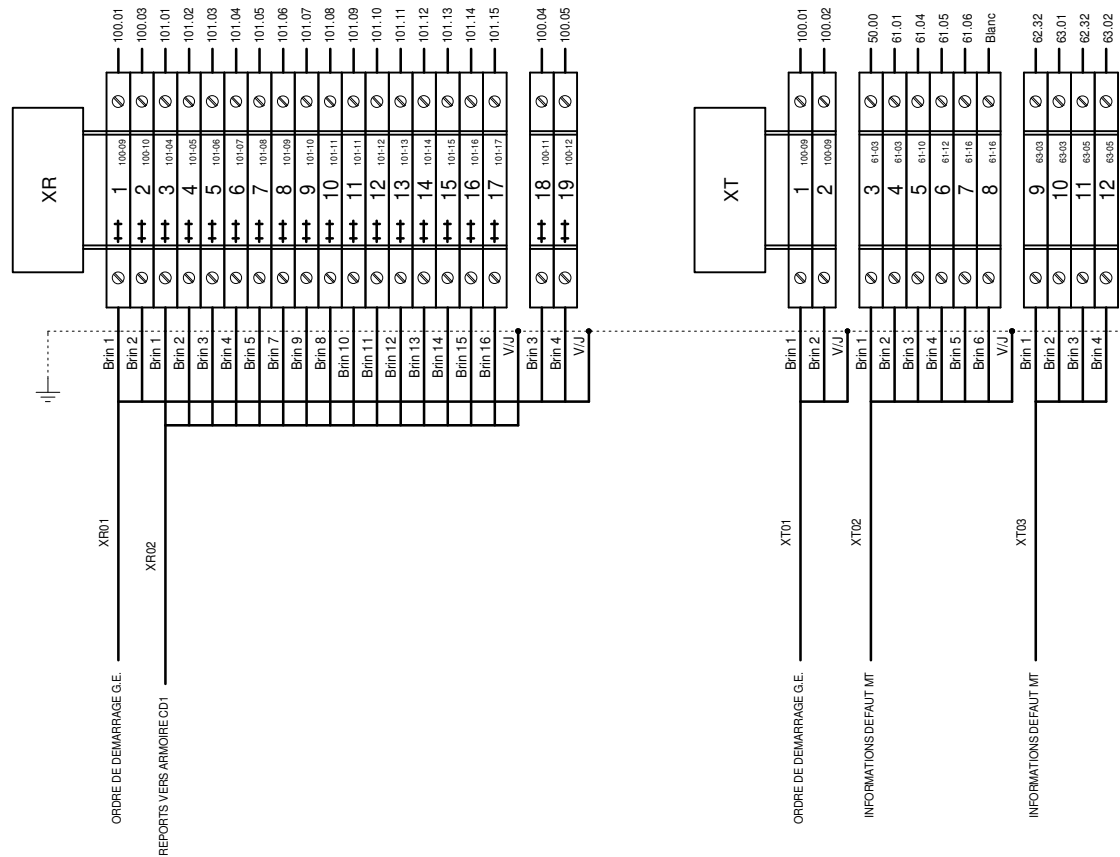 100.01
100.03
101.01
101.02
101.03
101.04
101.05
101.06
101.07
101.08
101.09
101.10
101.11
101.12
101.13
101.14
101.15
100.04
100.05
XR
100-09
100-10
101-04
101-05
101-06
101-07
101-08
101-09
101-10
101-11
101-11
101-12
101-13
101-14
101-15
101-16
101-17
100-11
100-12
1
2
3
4
5
6
7
8
9
10
11
12
13
14
15
16
17
18
19
Brin 1
Brin 2
Brin 1
Brin 2
Brin 3
Brin 4
Brin 5
Brin 7
Brin 9
Brin 8
Brin 10
Brin 11
Brin 12
Brin 13
Brin 14
Brin 15
Brin 16
V/J
Brin 3
Brin 4
V/J
XR01
XR02
ORDRE DE DEMARRAGE G.E.
REPORTS VERS ARMOIRE CD1
100.01
100.02
50.00
61.01
61.04
61.05
61.06
Blanc
62.32
63.01
62.32
63.02
XT
100-09
100-09
61-03
61-03
61-10
61-12
61-16
61-16
63-03
63-03
63-05
63-05
1
2
3
4
5
6
7
8
9
10
11
12
Brin 1
Brin 2
V/J
Brin 1
Brin 2
Brin 3
Brin 4
Brin 5
Brin 6
V/J
Brin 1
Brin 2
Brin 3
Brin 4
XT01
XT02
XT03
ORDRE DE DEMARRAGE G.E.
INFORMATIONS DEFAUT MT
INFORMATIONS DEFAUT MT